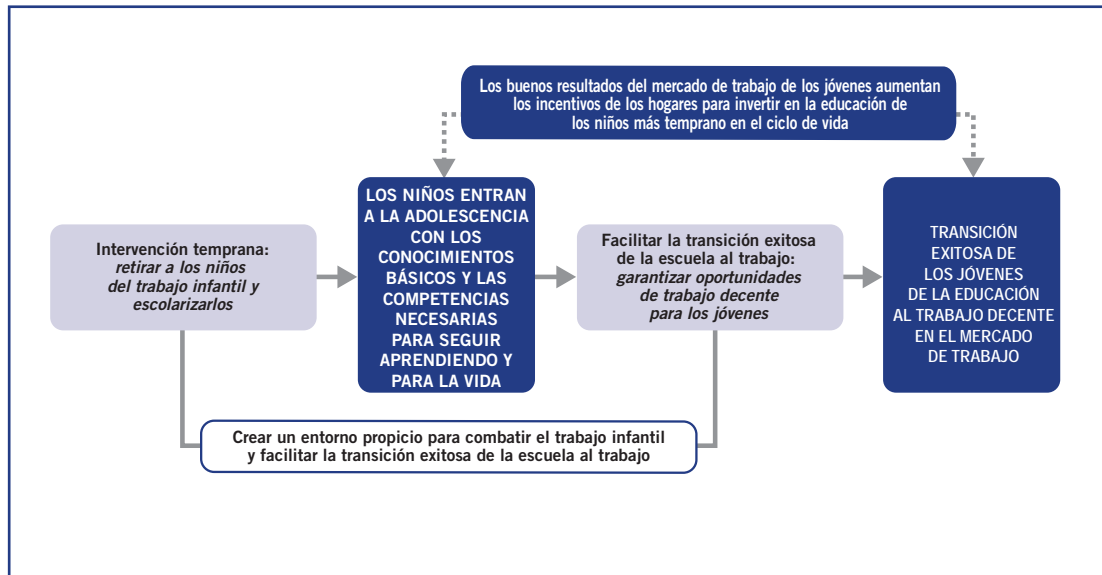 Los buenos resultados del mercado de trabajo de los jóvenes aumentan
los incentivos de los hogares para invertir en la educación de
los niños más temprano en el ciclo de vida
Intervención temprana:
retirar a los niños
del trabajo infantil y
escolarizarlos
LOS NIÑOS ENTRAN
A LA ADOLESCENCIA
CON LOS
CONOCIMIENTOS
BÁSICOS Y LAS
COMPETENCIAS
NECESARIAS
PARA SEGUIR
APRENDIENDO Y
PARA LA VIDA
Facilitar la transición exitosa
de la escuela al trabajo:
garantizar oportunidades
de trabajo decente
para los jóvenes
TRANSICIÓN
EXITOSA DE
LOS JÓVENES
DE LA EDUCACIÓN
AL TRABAJO DECENTE
EN EL MERCADO
DE TRABAJO
Crear un entorno propicio para combatir el trabajo infantil
y facilitar la transición exitosa de la escuela al trabajo